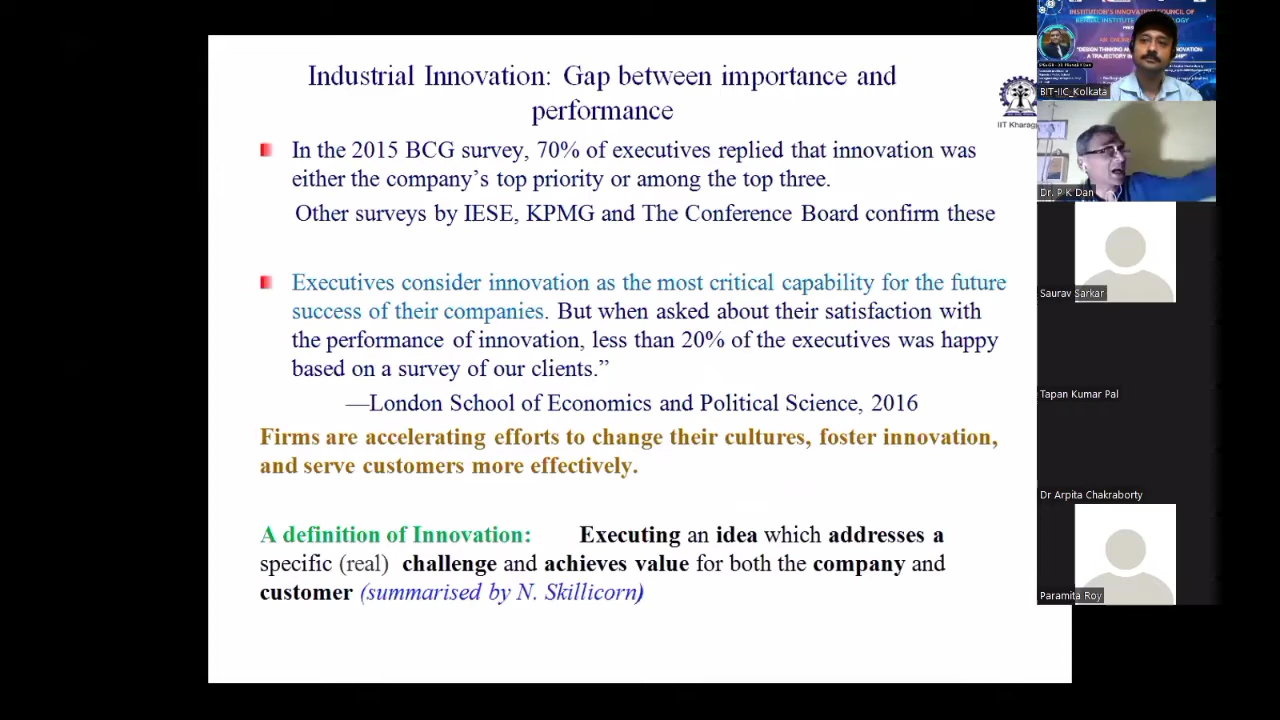 Industrial Innovation: Gap between importance and
performance
In the 2015 BCG survey, 70% of executives replied that innovation was
either the company's top priority or among the top three.
Other surveys by IESE, KPMG and The Conference Board confirm these
Executives consider innovation as the most critical capability for the future
success of their companies. But when asked about their satisfaction with
the performance of innovation, less than 20% of the executives was happy
based on a survey of our clients.”
—London School of Economics and Political Science, 2016
Firms are accelerating efforts to change their cultures, foster innovation,
and serve customers more effectively.
A definition of Innovation: Executing an idea which addresses a
specific (real) challenge and achieves value for both the company and
customer (summarised by N. Skillicorn)
IIT Kharag
INSTITUTION'S INNOVATION COUNCIL OF
BENGAL INSTITUTE
BIT-IIC_Kolkata
Dr. P K Dan
Saurav Sarkar
Tapan Kumar Pal
Dr Arpita Chakraborty
Paramita Roy